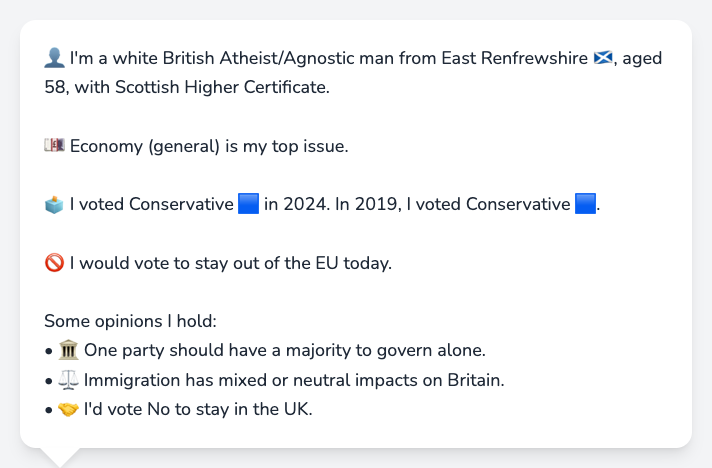 👤 I'm a white British Atheist/Agnostic man from East Renfrewshire 🏴󠁧󠁢󠁳󠁣󠁴󠁿, aged
58, with Scottish Higher Certificate.
💷 Economy (general) is my top issue.
🗳️ I voted Conservative 🟦 in 2024. In 2019, I voted Conservative 🟦.
🚫 I would vote to stay out of the EU today.
Some opinions I hold:
• 🏛️ One party should have a majority to govern alone.
• ⚖️ Immigration has mixed or neutral impacts on Britain.
• 🤝 I'd vote No to stay in the UK.